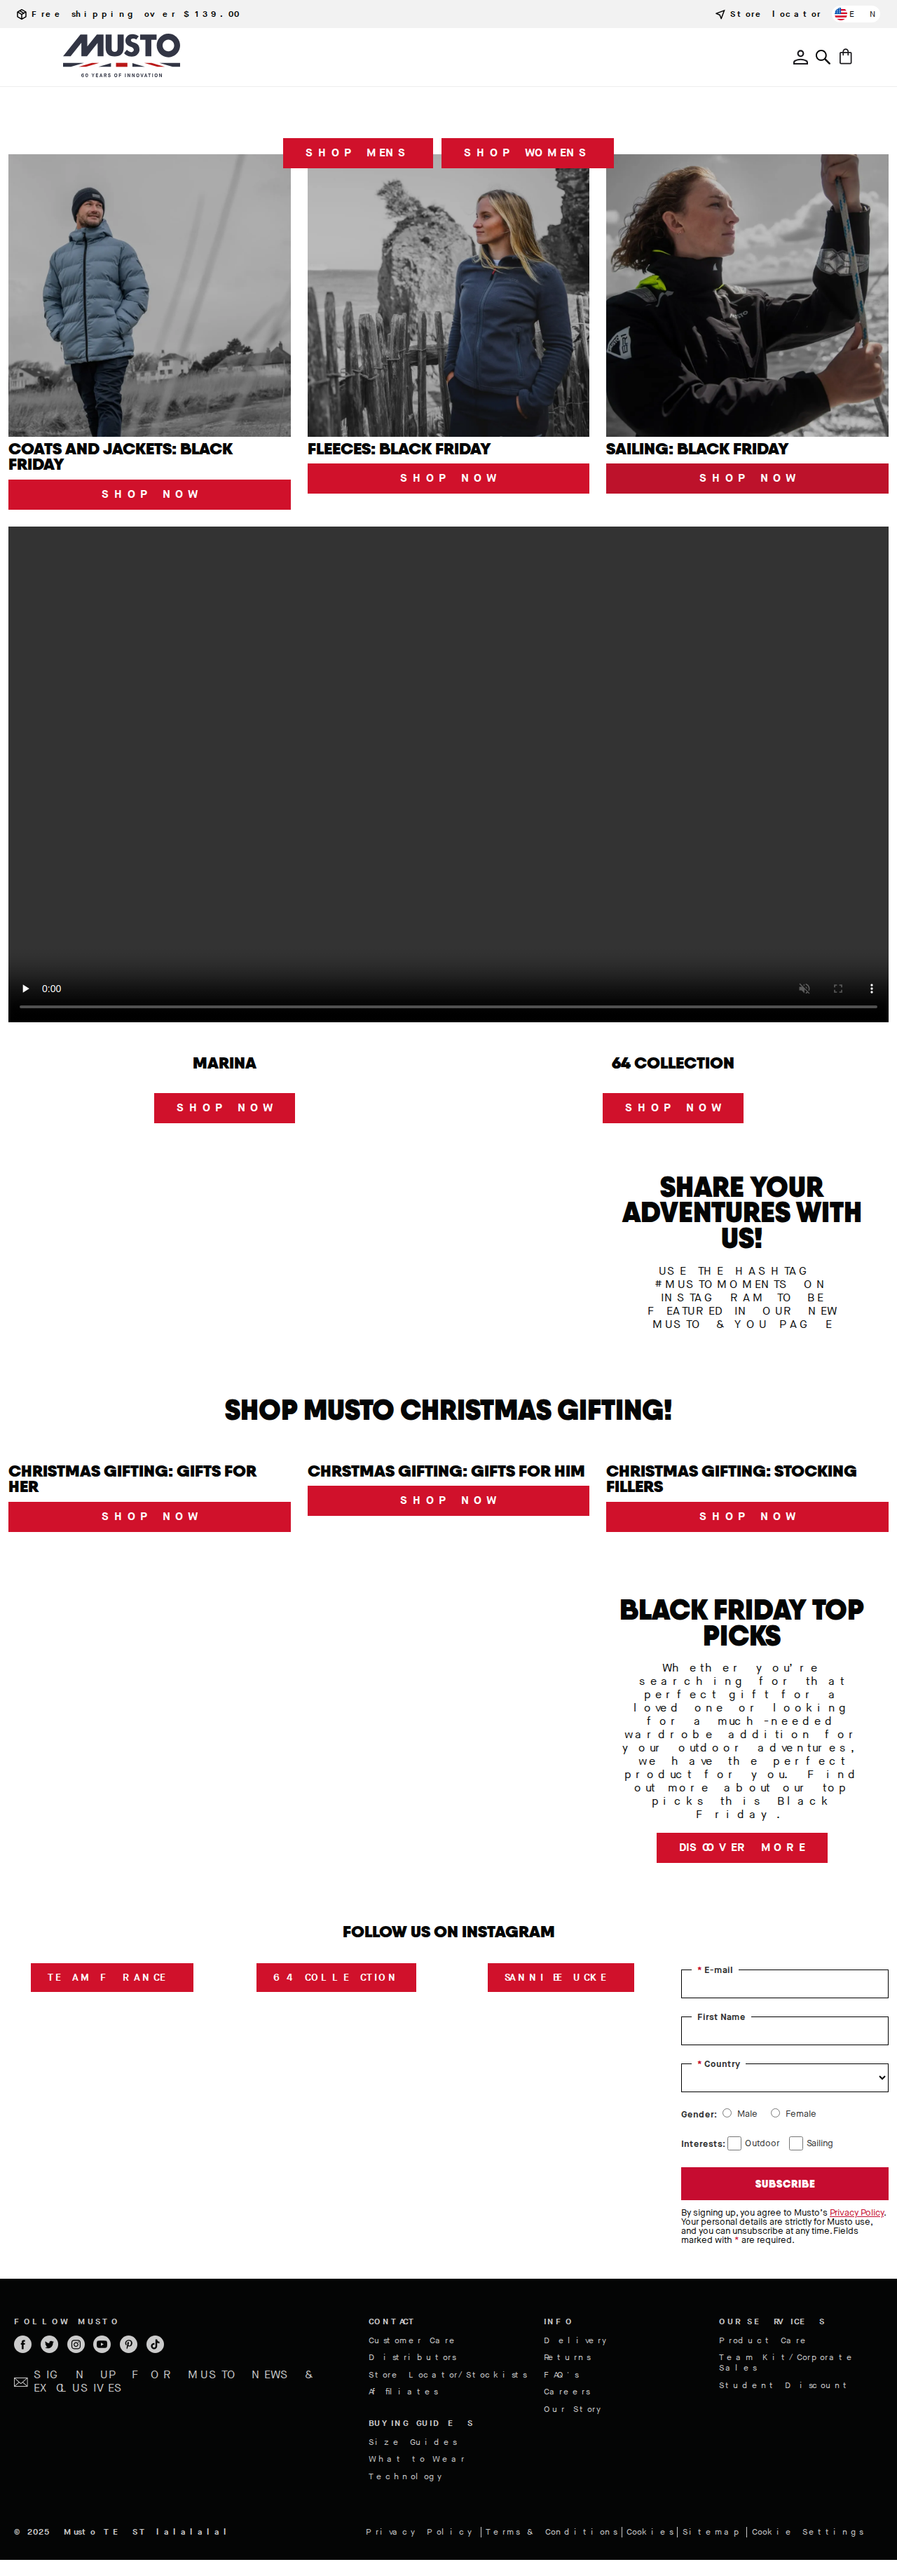 Free shipping over $139.00
Store locator
EN
MUSTO
60 YEARS OF INNOVATION
SHOP MENS
SHOP WOMENS
COATS AND JACKETS: BLACK
FRIDAY
SHOP NOW
FLEECES: BLACK FRIDAY
SHOP NOW
SAILING: BLACK FRIDAY
SHOP NOW
0:00
MARINA
SHOP NOW
64 COLLECTION
SHOP NOW
SHARE YOUR
ADVENTURES WITH
US!
USE THE HASHTAG
#MUSTOMOMENTS ON
INSTAGRAM TO BE
FEATURED IN OUR NEW
MUSTO & YOU PAGE
SHOP MUSTO CHRISTMAS GIFTING!
CHRISTMAS GIFTING: GIFTS FOR
HER
SHOP NOW
CHRSTMAS GIFTING: GIFTS FOR HIM
SHOP NOW
CHRISTMAS GIFTING: STOCKING
FILLERS
SHOP NOW
BLACK FRIDAY TOP
PICKS
Whether you're
searching for that
perfect gift for a
loved one or looking
for a much-needed
wardrobe addition for
your outdoor adventures,
we have the perfect
product for you. Find
out more about our top
picks this Black
Friday.
DISCOVER MORE
FOLLOW US ON INSTAGRAM
TEAM FRANCE
64 COLLECTION
SANNI BEUCKE
* E-mail
First Name
* Country
Gender: Male Female
Interests: Outdoor Sailing
SUBSCRIBE
By signing up, you agree to Musto's Privacy Policy.
Your personal details are strictly for Musto use,
and you can unsubscribe at any time. Fields
marked with * are required.
FOLLOW MUSTO
SIGN UP FOR MUSTO NEWS &
EXCLUSIVES
CONTACT
Customer Care
Distributors
Store Locator/Stockists
Affiliates
BUYING GUIDES
Size Guides
What to Wear
Technology
INFO
Delivery
Returns
FAQ's
Careers
Our Story
OUR SERVICES
Product Care
Team Kit/Corporate
Sales
Student Discount
© 2025 Musto TEST lalalalal
Privacy Policy | Terms & Conditions | Cookies | Sitemap | Cookie Settings